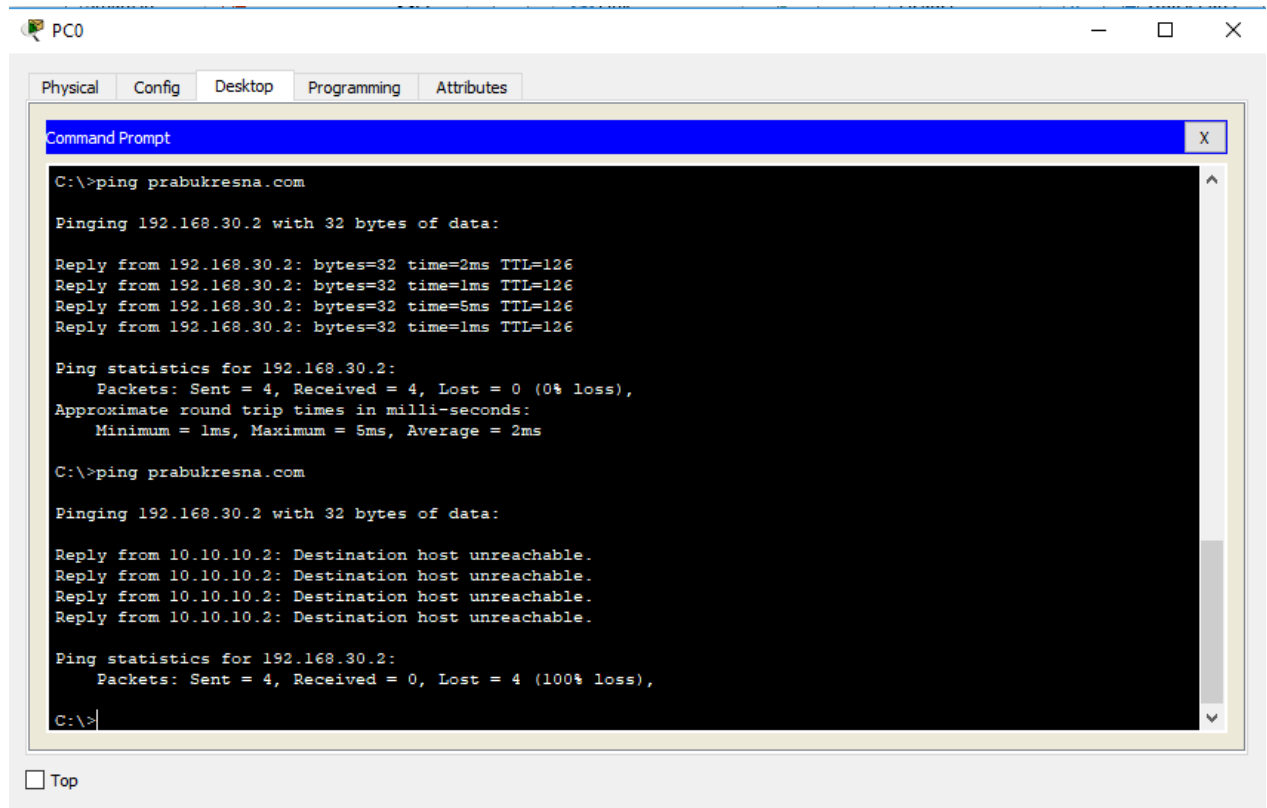 PC0
Physical Config Desktop Programming Attributes
Command Prompt X
C:\>ping prabukresna.com
Pinging 192.168.30.2 with 32 bytes of data:
Reply from 192.168.30.2: bytes=32 time=2ms TTL=126
Reply from 192.168.30.2: bytes=32 time=1ms TTL=126
Reply from 192.168.30.2: bytes=32 time=5ms TTL=126
Reply from 192.168.30.2: bytes=32 time=1ms TTL=126
Ping statistics for 192.168.30.2:
Packets: Sent = 4, Received = 4, Lost = 0 (0% loss),
Approximate round trip times in milli-seconds:
Minimum = 1ms, Maximum = 5ms, Average = 2ms
C:\>ping prabukresna.com
Pinging 192.168.30.2 with 32 bytes of data:
Reply from 10.10.10.2: Destination host unreachable.
Reply from 10.10.10.2: Destination host unreachable.
Reply from 10.10.10.2: Destination host unreachable.
Reply from 10.10.10.2: Destination host unreachable.
Ping statistics for 192.168.30.2:
Packets: Sent = 4, Received = 0, Lost = 4 (100% loss),
C:\>
Top